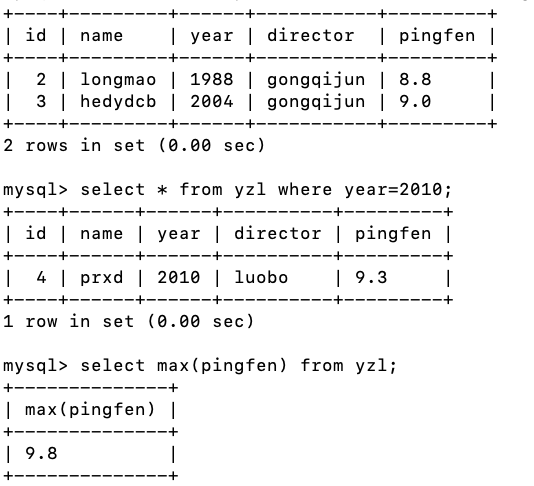 +----+---------+------+-----------+---------+
| id | name    | year | director  | pingfen |
+----+---------+------+-----------+---------+
|  2 | longmao | 1988 | gongqijun | 8.8     |
|  3 | hedydcb | 2004 | gongqijun | 9.0     |
+----+---------+------+-----------+---------+
2 rows in set (0.00 sec)

mysql> select * from yzl where year=2010;
+----+------+------+----------+---------+
| id | name | year | director | pingfen |
+----+------+------+----------+---------+
|  4 | prxd | 2010 | luobo    | 9.3     |
+----+------+------+----------+---------+
1 row in set (0.00 sec)

mysql> select max(pingfen) from yzl;
+--------------+
| max(pingfen) |
+--------------+
| 9.8          |
+--------------+